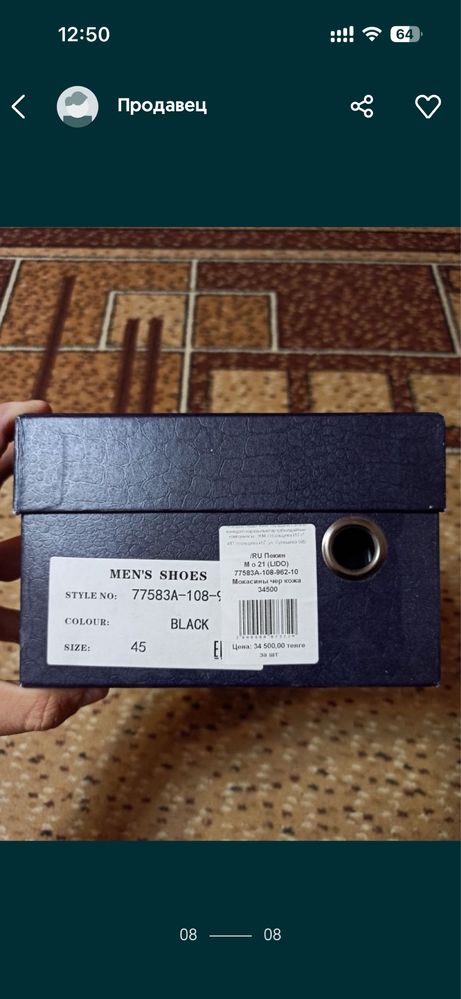 12:50
64
Продавец
/RU Пекин
М о 21 (LIDO)
77583A-108-962-10
Мокасины чер кожа
34500
Цена: 34 500,00 тенге
за шт
MEN'S SHOES
STYLE NO: 77583A-108-9
COLOUR: BLACK
SIZE: 45
08 08